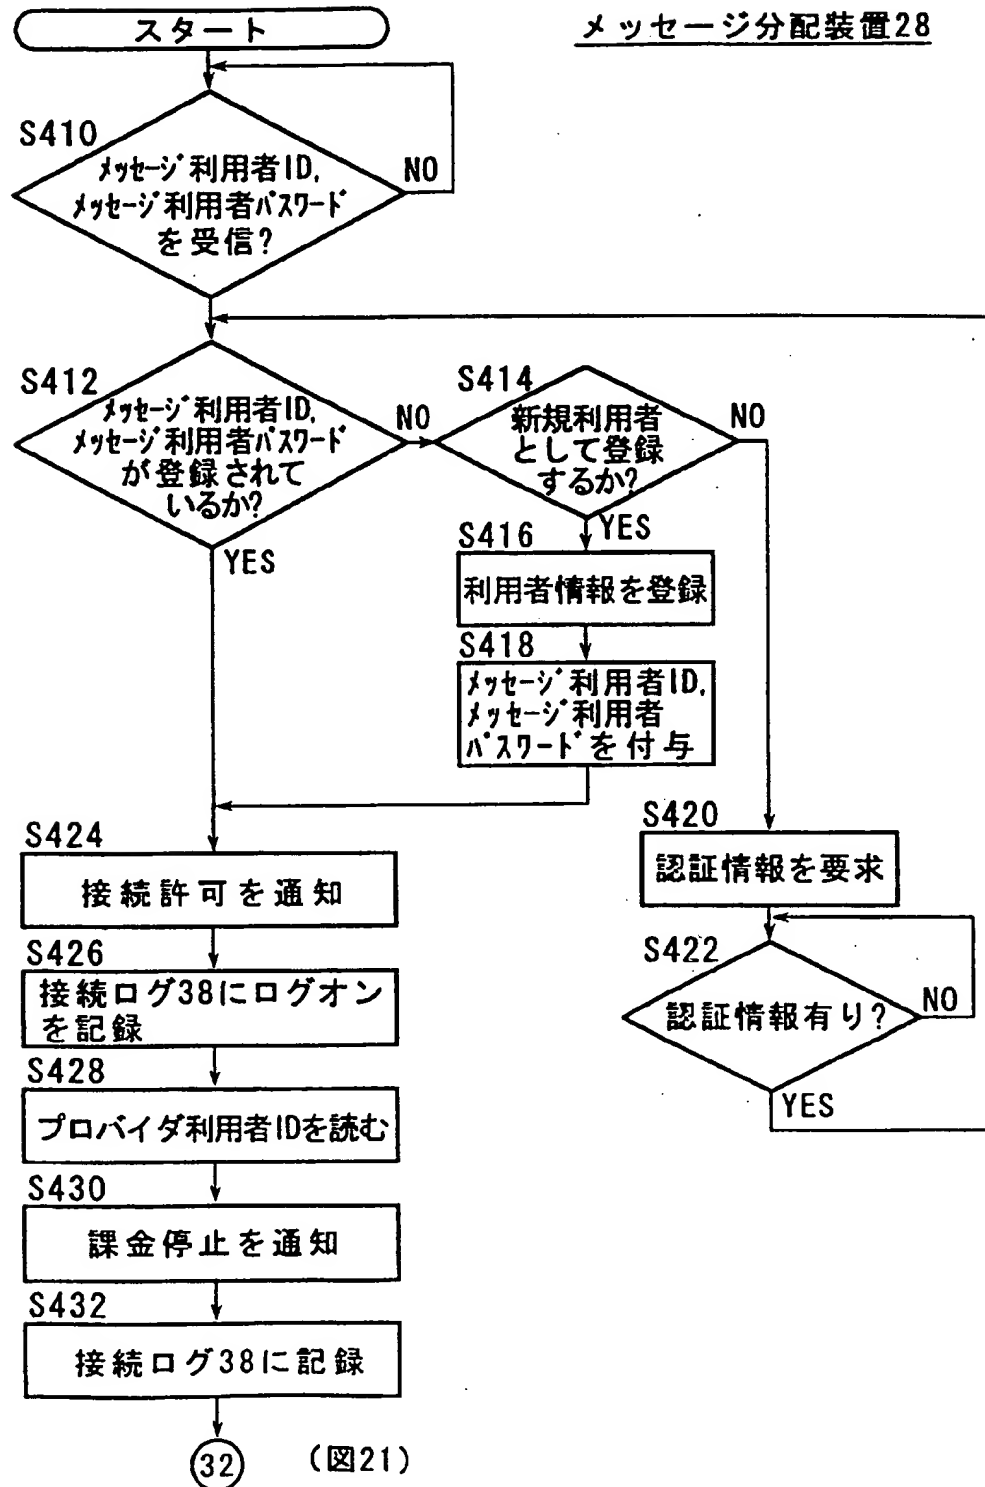 スタート
メッセージ分配装置28
S410
メッセージ利用者ID,
メッセージ利用者パスワード
を受信?
NO
S412
メッセージ利用者ID,
メッセージ利用者パスワード
が登録されて
いるか?
NO
YES
S414
新規利用者
として登録
するか?
NO
YES
S416
利用者情報を登録
S418
メッセージ利用者ID,
メッセージ利用者
パスワードを付与
S420
認証情報を要求
S422
認証情報有り?
NO
YES
S424
接続許可を通知
S426
接続ログ38にログオン
を記録
S428
プロバイダ利用者IDを読む
S430
課金停止を通知
S432
接続ログ38に記録
32
(図21)